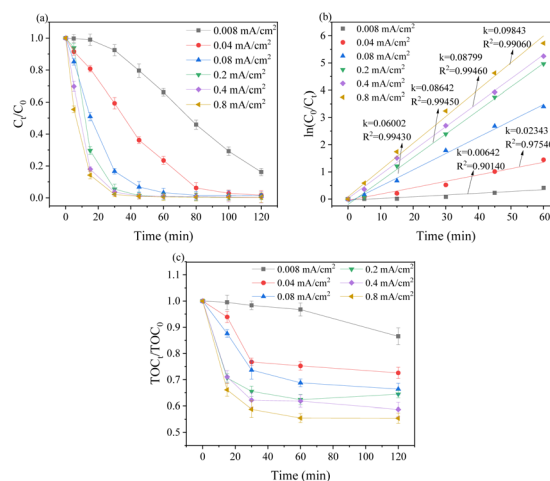 (a)
0.008 mA/cm²
0.04 mA/cm²
0.08 mA/cm²
0.2 mA/cm²
0.4 mA/cm²
0.8 mA/cm²
Cₜ/C₀
1.0
0.8
0.6
0.4
0.2
0.0
0 20 40 60 80 100 120
Time (min)
(b)
0.008 mA/cm²
0.04 mA/cm²
0.08 mA/cm²
0.2 mA/cm²
0.4 mA/cm²
0.8 mA/cm²
k=0.09843
R²=0.99060
k=0.08799
R²=0.99460
k=0.08642
R²=0.99450
k=0.06002
R²=0.99430
k=0.02343
R²=0.97540
k=0.00642
R²=0.90140
ln(C₀/Cₜ)
6
5
4
3
2
1
0
0 10 20 30 40 50 60
Time (min)
(c)
0.008 mA/cm² 0.2 mA/cm²
0.04 mA/cm² 0.4 mA/cm²
0.08 mA/cm² 0.8 mA/cm²
TOCₜ/TOC₀
1.2
1.1
1.0
0.9
0.8
0.7
0.6
0.5
0 20 40 60 80 100 120
Time (min)